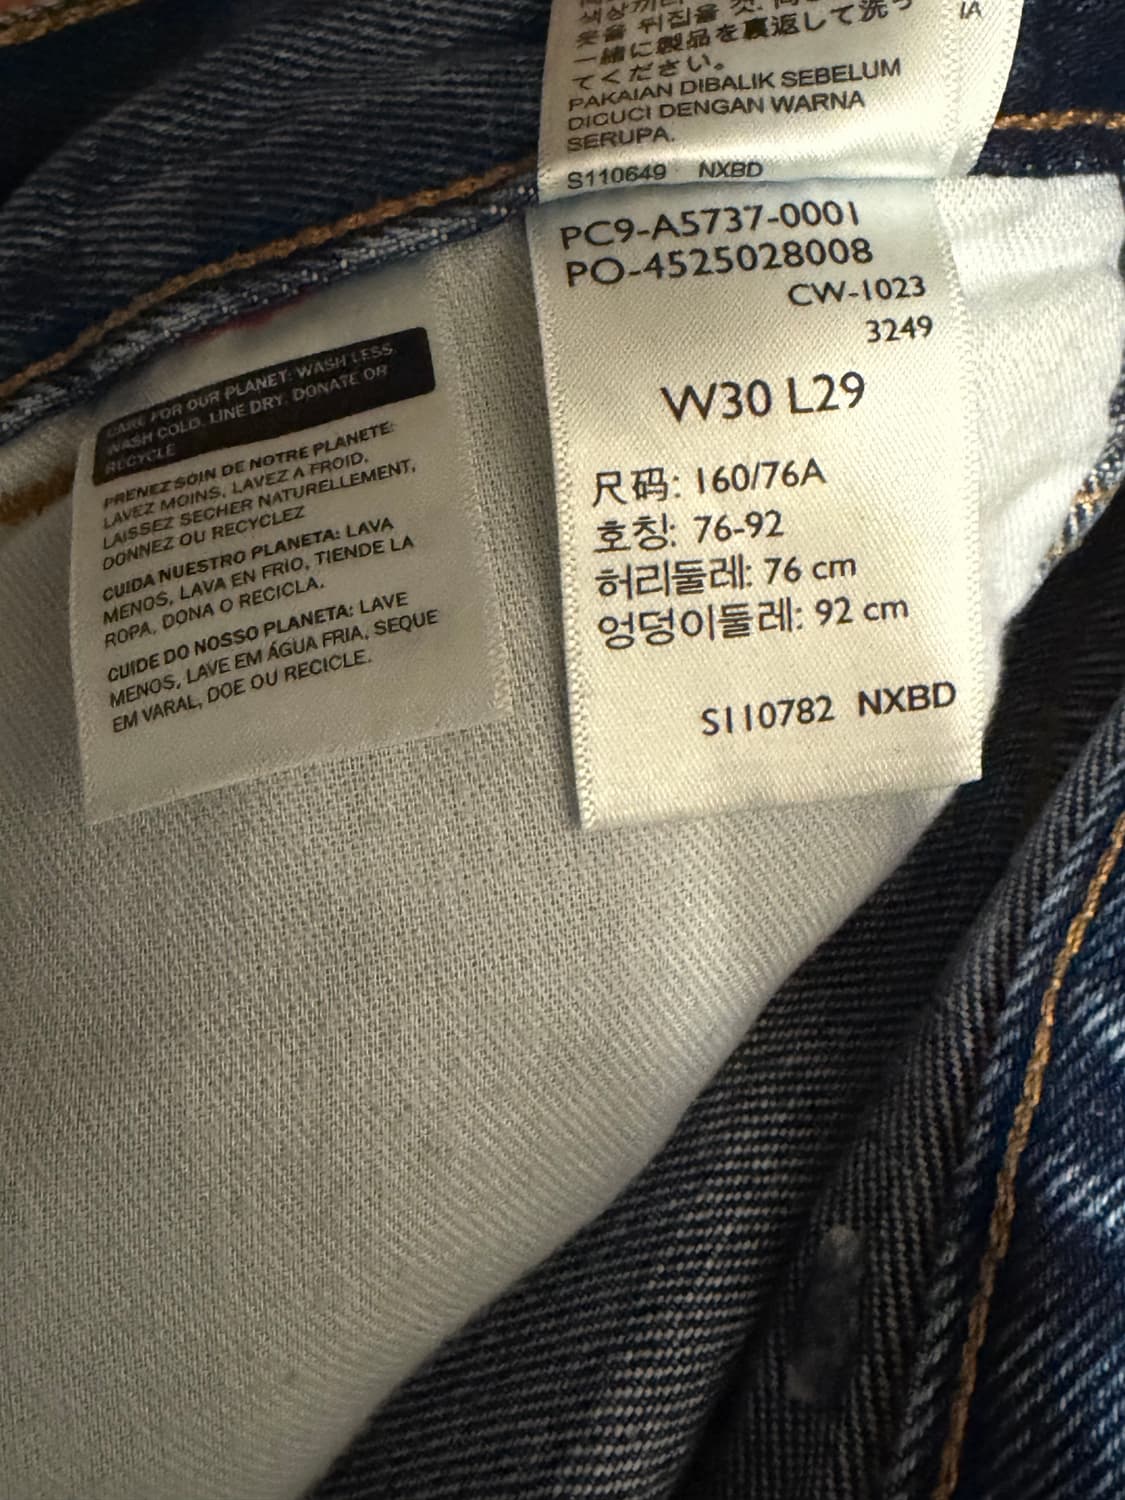 옷을 뒤집을 것.
一緒に製品を裏返して洗っ
てください。
PAKAIAN DIBALIK SEBELUM
DICUCI DENGAN WARNA
SERUPA.
IA
S110649 NXBD
PC9-A5737-0001
PO-4525028008
CW-1023
3249
W30 L29
尺码: 160/76A
호칭: 76-92
허리둘레: 76 cm
엉덩이둘레: 92 cm
S110782 NXBD
CARE FOR OUR PLANET: WASH LESS,
WASH COLD, LINE DRY, DONATE OR
RECYCLE
PRENEZ SOIN DE NOTRE PLANETE:
LAVEZ MOINS, LAVEZ A FROID,
LAISSEZ SECHER NATURELLEMENT,
DONNEZ OU RECYCLEZ
CUIDA NUESTRO PLANETA: LAVA
MENOS, LAVA EN FRIO, TIENDE LA
ROPA, DONA O RECICLA.
CUIDE DO NOSSO PLANETA: LAVE
MENOS, LAVE EM ÁGUA FRIA, SEQUE
EM VARAL, DOE OU RECICLE.